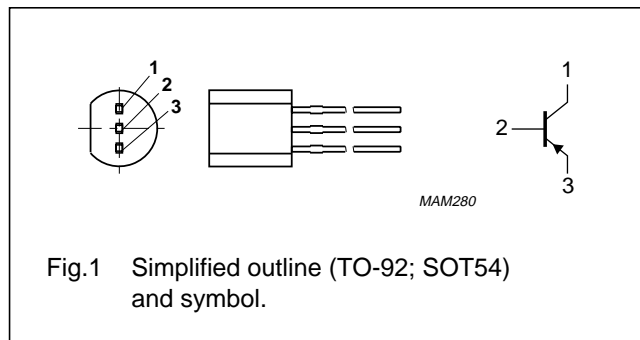 1
2
3
1
2
3
MAM280
Fig.1 Simplified outline (TO-92; SOT54)
and symbol.